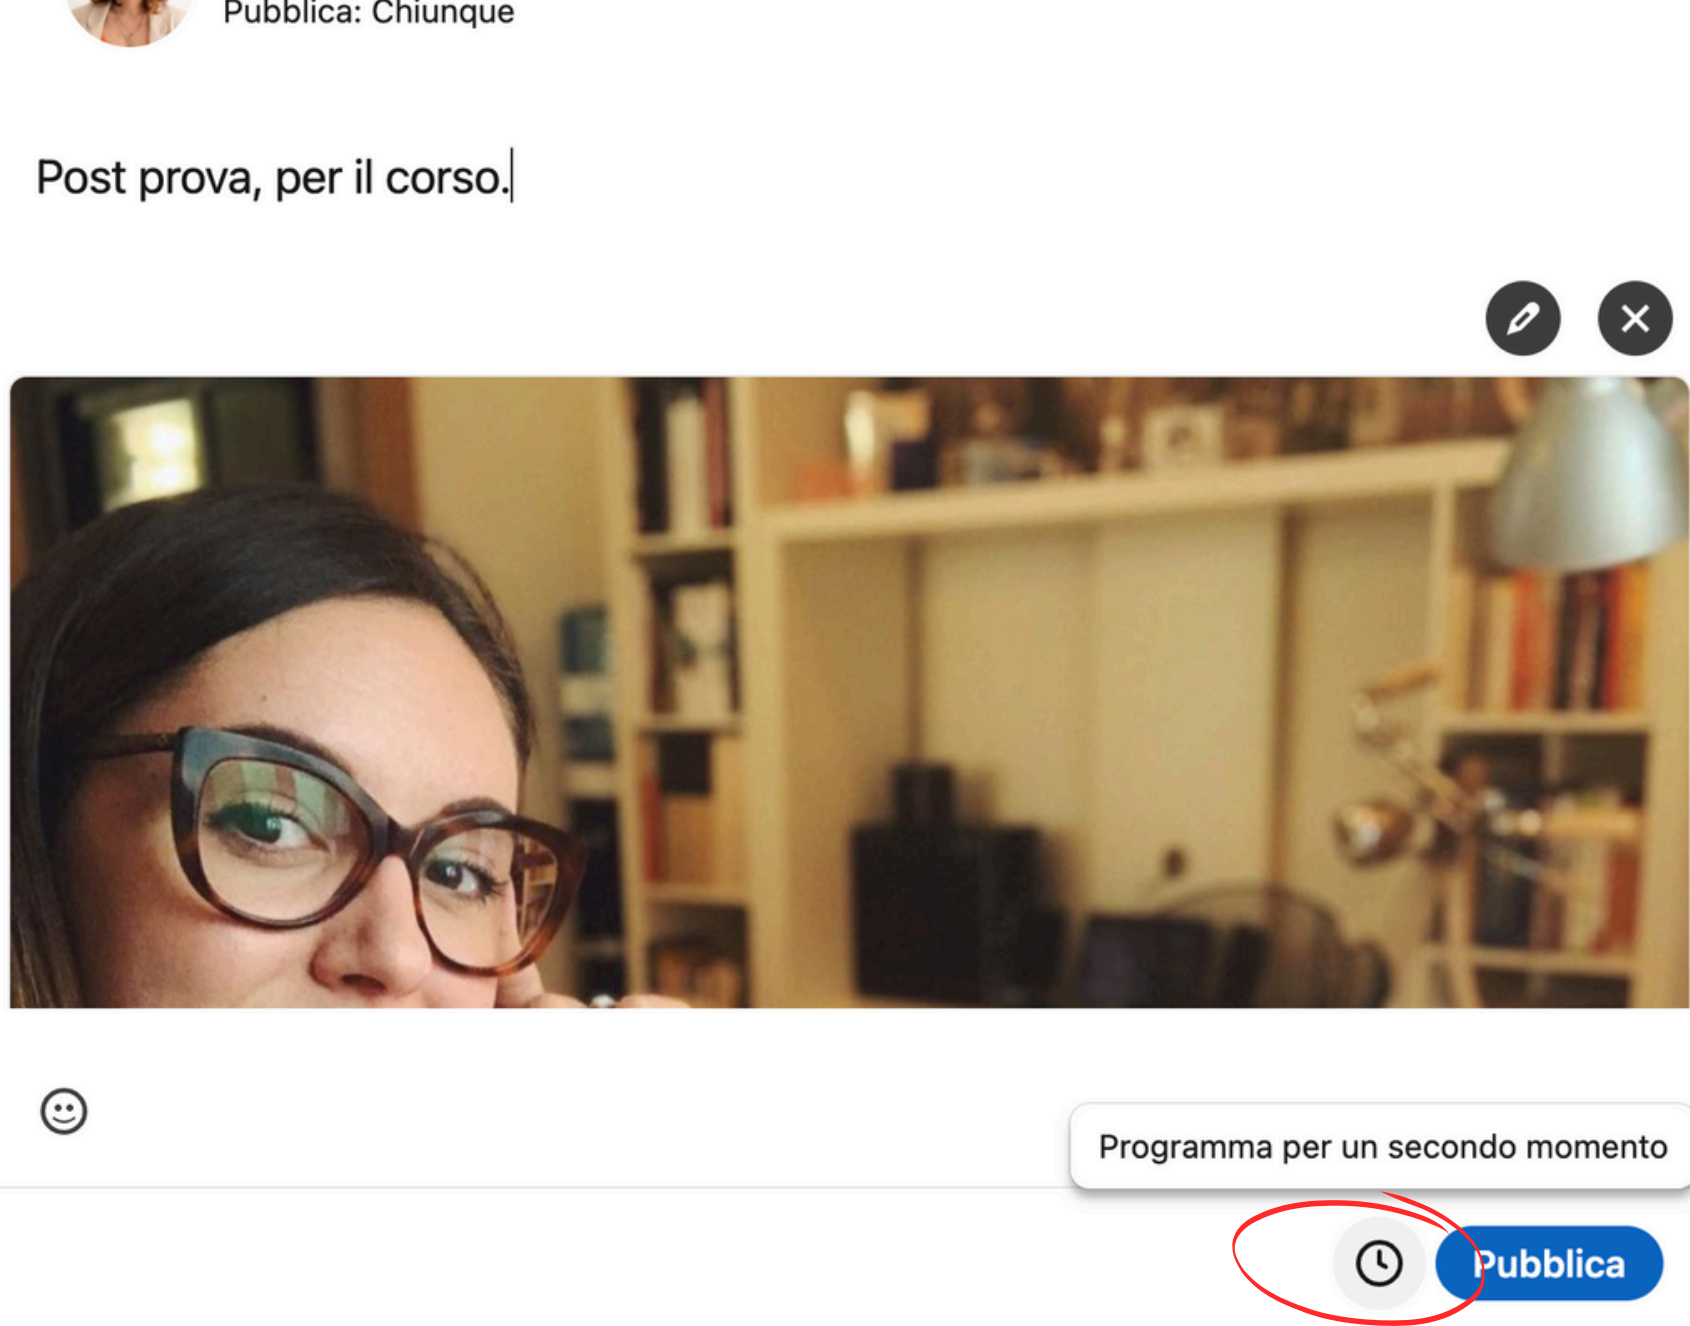 Pubblica: Chiunque
Post prova, per il corso.
Programma per un secondo momento
Pubblica